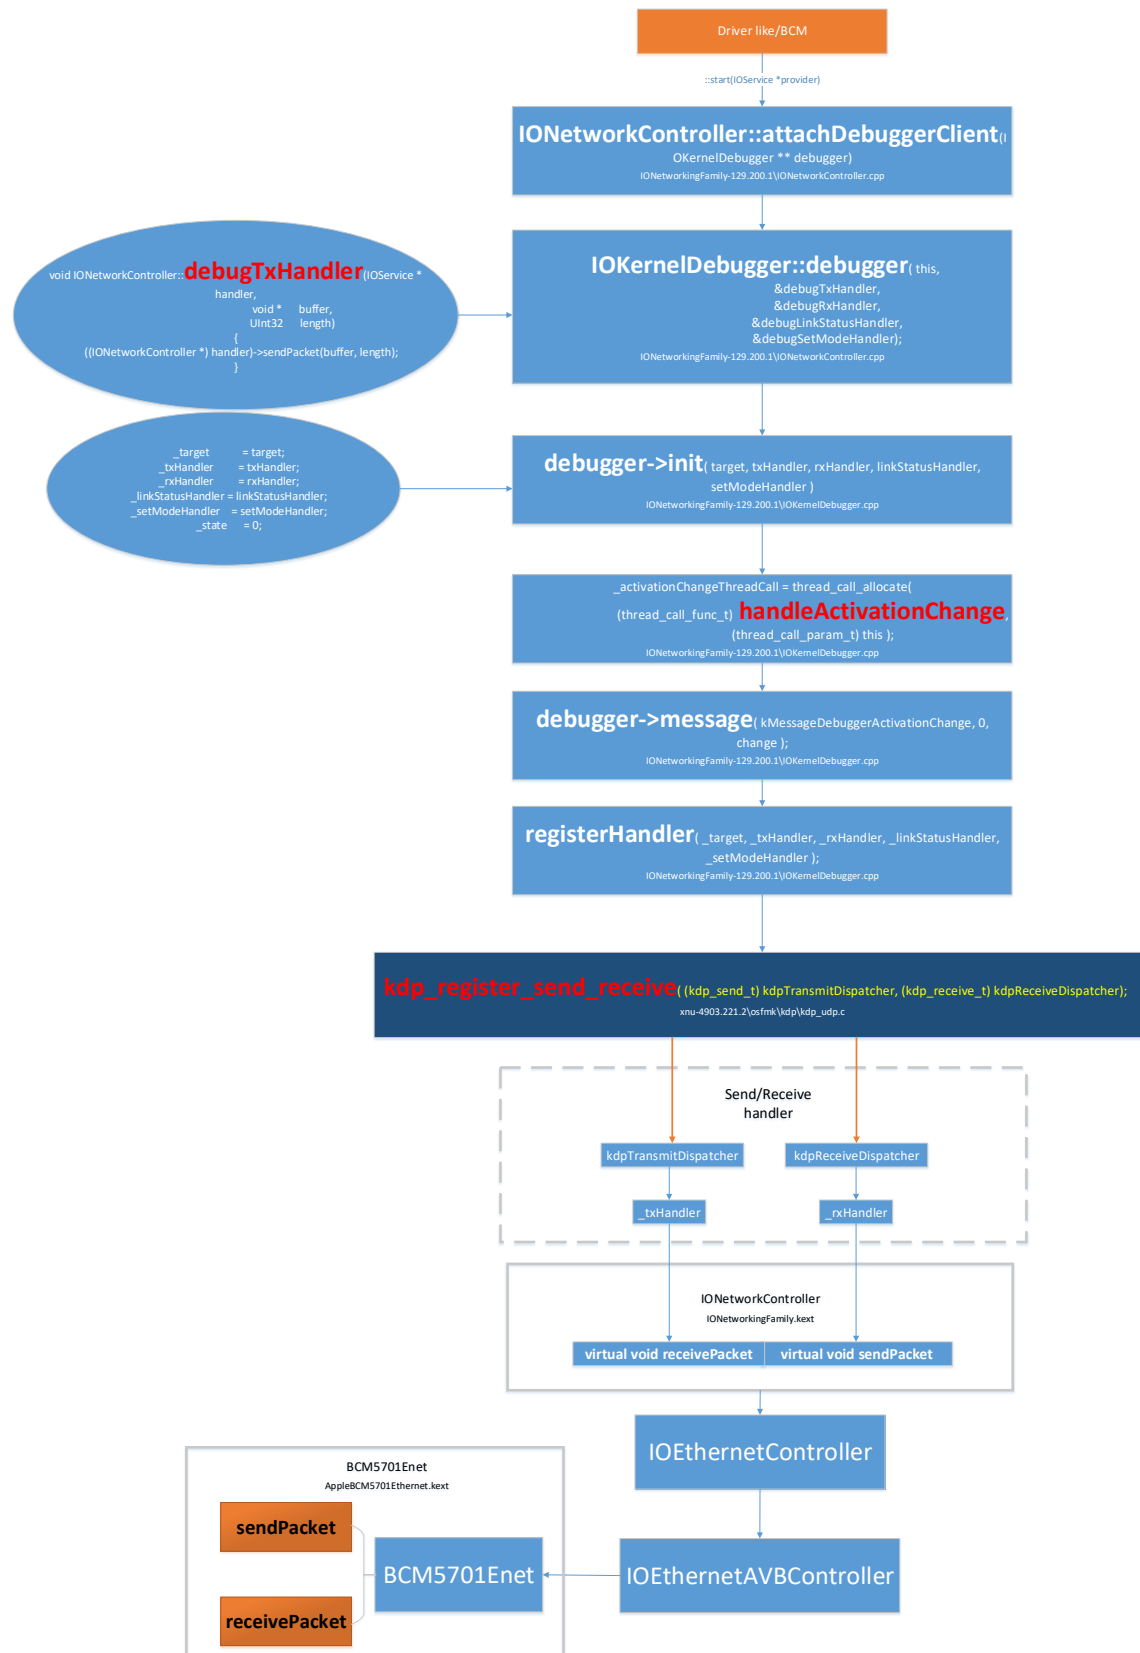 Driver like/BCM
::start(IOService *provider)
IONetworkController::attachDebuggerClient(I
OKernelDebugger ** debugger)
IONetworkingFamily-129.200.1\IONetworkController.cpp
void IONetworkController::debugTxHandler(IOService *
handler,
void * buffer,
UInt32 length)
{
((IONetworkController *) handler)->sendPacket(buffer, length);
}
IOKernelDebugger::debugger( this,
&debugTxHandler,
&debugRxHandler,
&debugLinkStatusHandler,
&debugSetModeHandler);
IONetworkingFamily-129.200.1\IONetworkController.cpp
_target = target;
_txHandler = txHandler;
_rxHandler = rxHandler;
_linkStatusHandler = linkStatusHandler;
_setModeHandler = setModeHandler;
_state = 0;
debugger->init( target, txHandler, rxHandler, linkStatusHandler,
setModeHandler )
IONetworkingFamily-129.200.1\IOKernelDebugger.cpp
_activationChangeThreadCall = thread_call_allocate(
(thread_call_func_t) handleActivationChange,
(thread_call_param_t) this );
IONetworkingFamily-129.200.1\IOKernelDebugger.cpp
debugger->message( kMessageDebuggerActivationChange, 0,
change );
IONetworkingFamily-129.200.1\IOKernelDebugger.cpp
registerHandler( _target, _txHandler, _rxHandler, _linkStatusHandler,
_setModeHandler );
IONetworkingFamily-129.200.1\IOKernelDebugger.cpp
kdp_register_send_receive( (kdp_send_t) kdpTransmitDispatcher, (kdp_receive_t) kdpReceiveDispatcher);
xnu-4903.221.2\osfmk\kdp\kdp_udp.c
Send/Receive
handler
kdpTransmitDispatcher
kdpReceiveDispatcher
_txHandler
_rxHandler
IONetworkController
IONetworkingFamily.kext
virtual void receivePacket
virtual void sendPacket
IOEthernetController
BCM5701Enet
AppleBCM5701Ethernet.kext
sendPacket
BCM5701Enet
IOEthernetAVBController
receivePacket